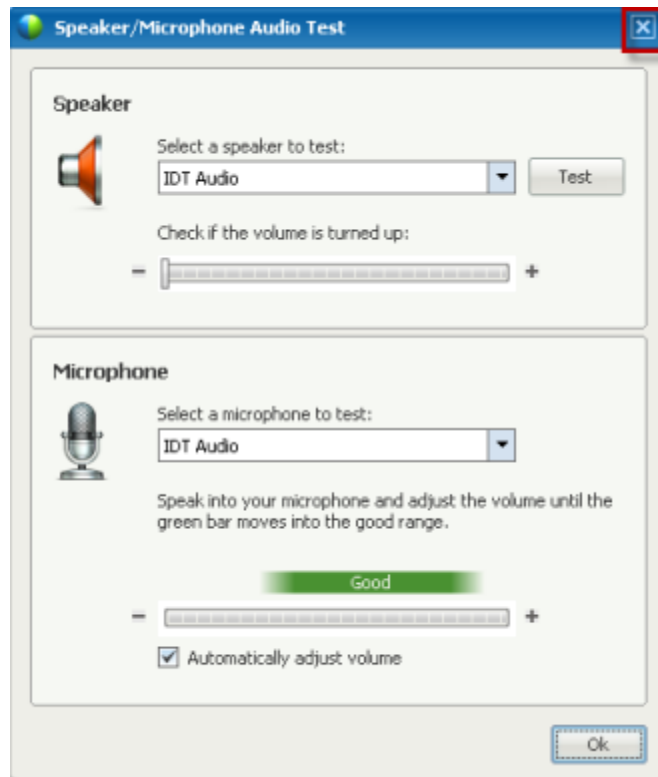 Speaker/Microphone Audio Test
Speaker
Select a speaker to test:
IDT Audio
Test
Check if the volume is turned up:
- +
Microphone
Select a microphone to test:
IDT Audio
Speak into your microphone and adjust the volume until the
green bar moves into the good range.
Good
- +
Automatically adjust volume
Ok